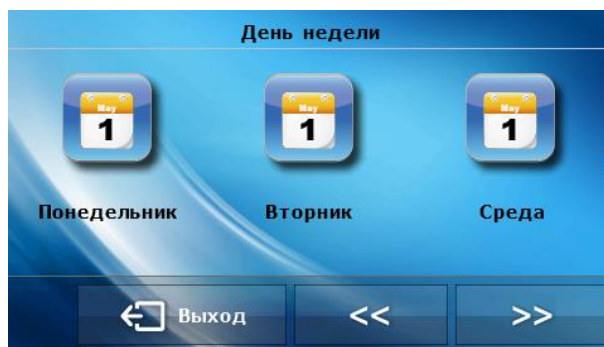 День недели
May May May
1 1 1
Понедельник Вторник Среда
Выход << >>